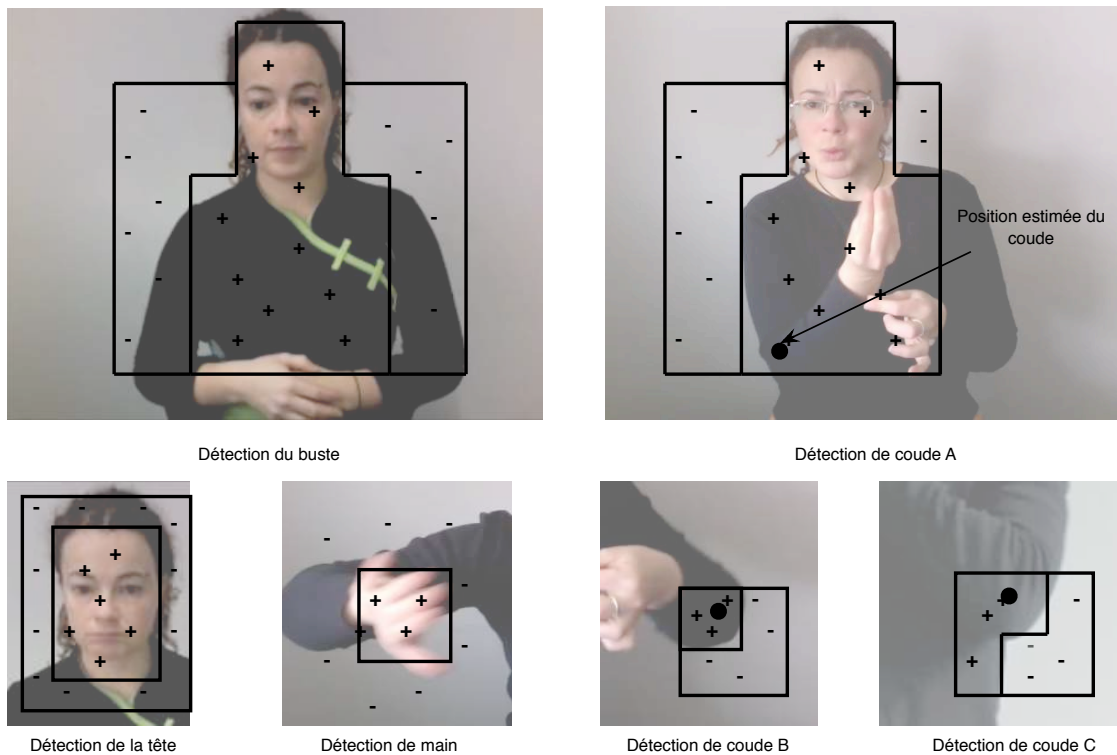 Position estimée du
coude
Détection du buste
Détection de coude A
Détection de la tête
Détection de main
Détection de coude B
Détection de coude C